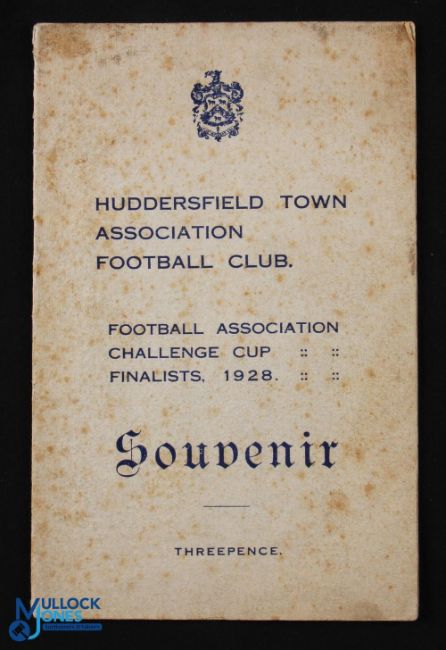 HUDDERSFIELD TOWN
ASSOCIATION
FOOTBALL CLUB.
FOOTBALL ASSOCIATION
CHALLENGE CUP :: ::
FINALISTS, 1928. :: ::
Souvenir
THREEPENCE.
MULLOCK
JONES